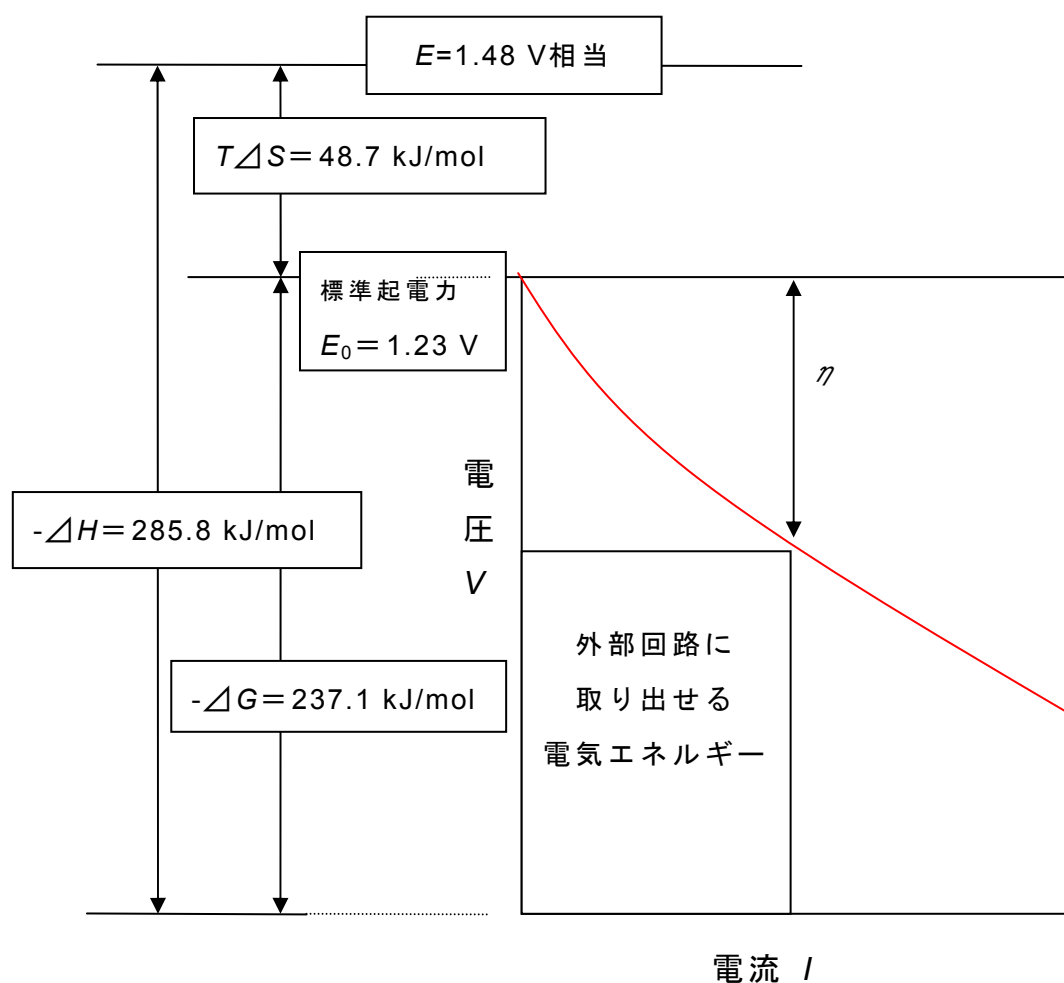 E=1.48 V相当
T⊿S＝48.7 kJ/mol
標準起電力
E₀＝1.23 V
η
電
圧
V
-⊿H＝285.8 kJ/mol
外部回路に
取り出せる
電気エネルギー
-⊿G＝237.1 kJ/mol
電流 I